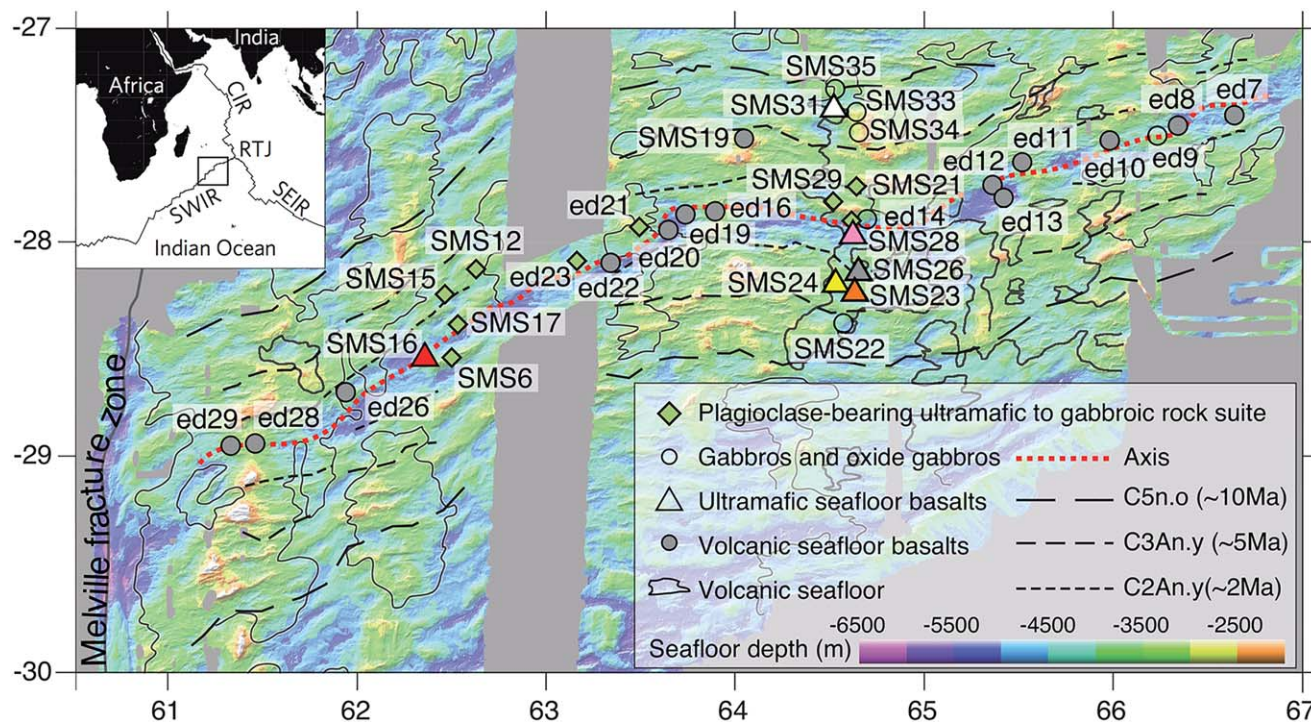 -27
-28
-29
-30
61
62
63
64
65
66
67
Africa
India
CIR
RTJ
SWIR
SEIR
Indian Ocean
Melville fracture zone
SMS35
SMS31
SMS33
SMS34
SMS19
SMS29
SMS21
ed7
ed8
ed9
ed10
ed11
ed12
ed13
ed14
ed16
ed19
ed20
ed21
ed22
ed23
SMS28
SMS26
SMS24
SMS23
SMS22
SMS12
SMS15
SMS17
SMS16
SMS6
ed26
ed28
ed29
Plagioclase-bearing ultramafic to gabbroic rock suite
Gabbros and oxide gabbros
Axis
Ultramafic seafloor basalts
C5n.o (~10Ma)
Volcanic seafloor basalts
C3An.y (~5Ma)
Volcanic seafloor
C2An.y(~2Ma)
-6500 -5500 -4500 -3500 -2500
Seafloor depth (m)